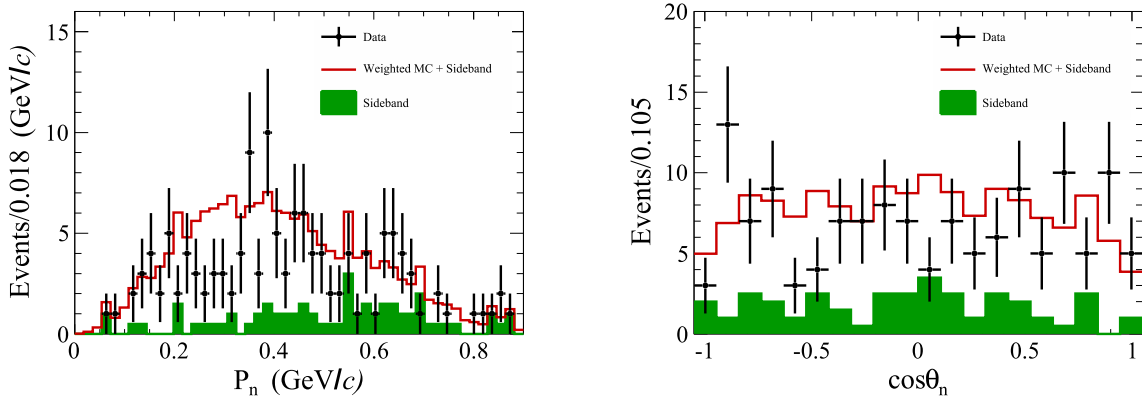 Events/0.018 (GeV/c)
15
10
5
0
Data
Weighted MC + Sideband
Sideband
0
0.2
0.4
0.6
0.8
Pn (GeV/c)
Events/0.105
20
15
10
5
0
Data
Weighted MC + Sideband
Sideband
-1
-0.5
0
0.5
1
cosθn